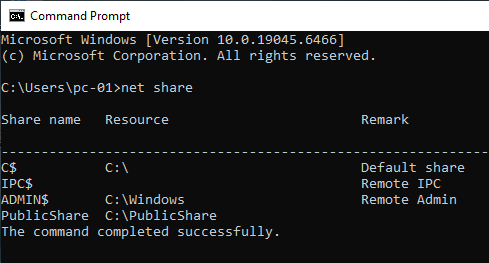 Command Prompt
Microsoft Windows [Version 10.0.19045.6466]
(c) Microsoft Corporation. All rights reserved.
C:\Users\pc-01>net share
Share name   Resource                        Remark
-------------------------------------------------------------
C$           C:\                             Default share
IPC$                                         Remote IPC
ADMIN$       C:\Windows                      Remote Admin
PublicShare  C:\PublicShare
The command completed successfully.